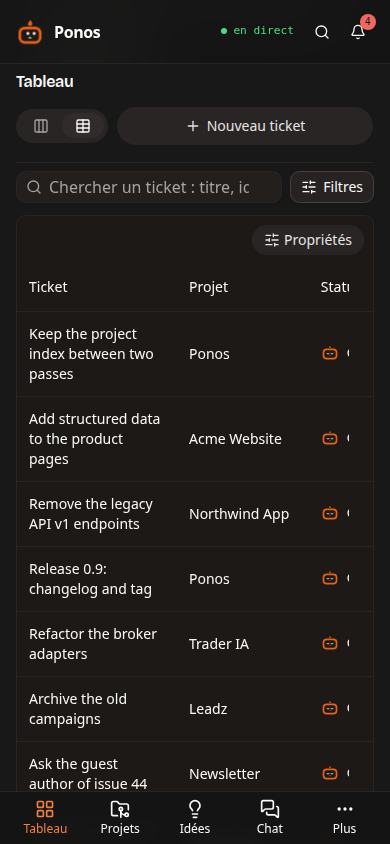 Ponos
en direct
4
Tableau
+ Nouveau ticket
Chercher un ticket : titre, id
Filtres
Propriétés
Ticket Projet
Keep the project
index between two
passes
Ponos
Add structured data
to the product
pages
Acme Website
Remove the legacy
API v1 endpoints
Northwind App
Release 0.9:
changelog and tag
Ponos
Refactor the broker
adapters
Trader IA
Archive the old
campaigns
Leadz
Ask the guest
author of issue 44
Newsletter
Tableau Projets Idées Chat Plus